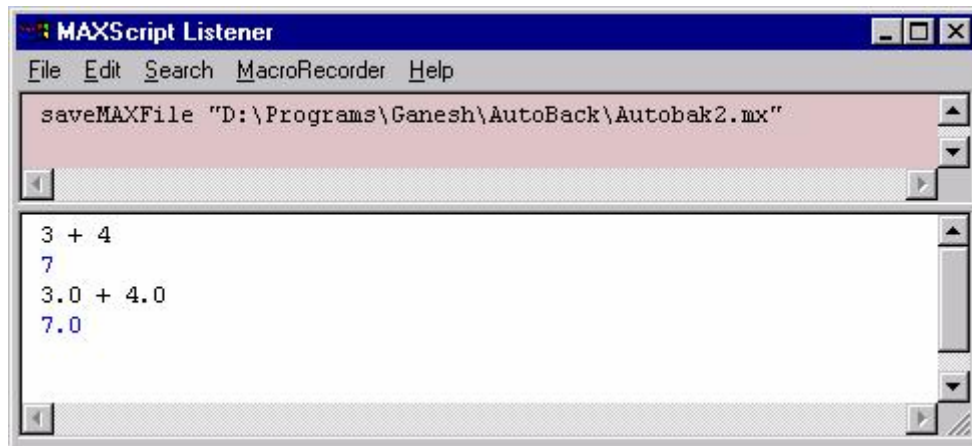 MAXScript Listener
File Edit Search MacroRecorder Help
saveMAXFile "D:\Programs\Ganesh\AutoBack\Autobak2.mx"
3 + 4
7
3.0 + 4.0
7.0